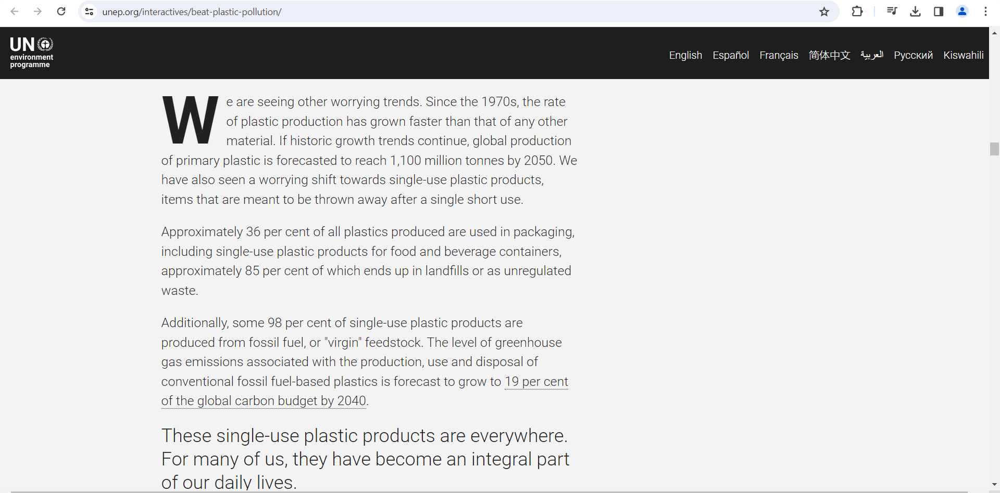 unep.org/interactives/beat-plastic-pollution/
UN
environment
programme
English Español Français 简体中文 العربية Русский Kiswahili
We are seeing other worrying trends. Since the 1970s, the rate
of plastic production has grown faster than that of any other
material. If historic growth trends continue, global production
of primary plastic is forecasted to reach 1,100 million tonnes by 2050. We
have also seen a worrying shift towards single-use plastic products,
items that are meant to be thrown away after a single short use.
Approximately 36 per cent of all plastics produced are used in packaging,
including single-use plastic products for food and beverage containers,
approximately 85 per cent of which ends up in landfills or as unregulated
waste.
Additionally, some 98 per cent of single-use plastic products are
produced from fossil fuel, or "virgin" feedstock. The level of greenhouse
gas emissions associated with the production, use and disposal of
conventional fossil fuel-based plastics is forecast to grow to 19 per cent
of the global carbon budget by 2040.
These single-use plastic products are everywhere.
For many of us, they have become an integral part
of our daily lives.